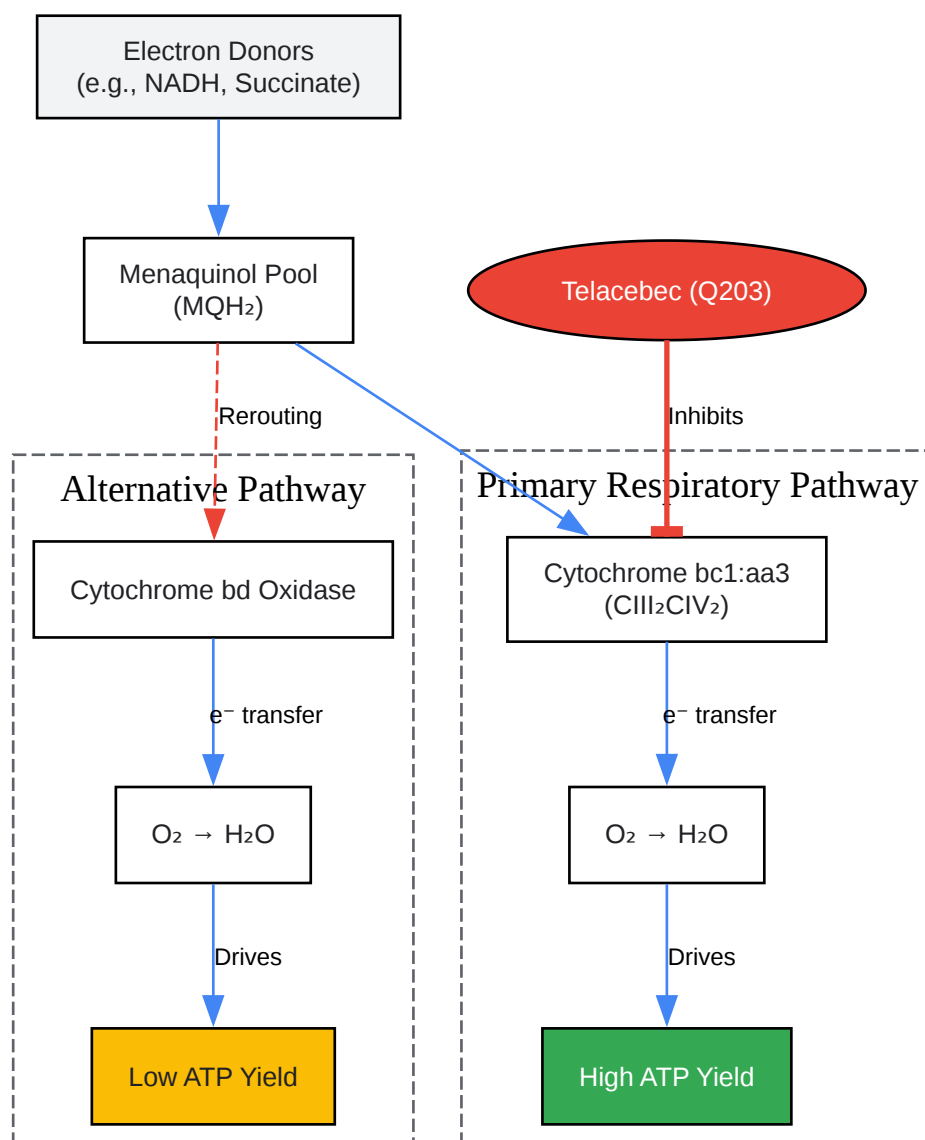 Electron Donors
(e.g., NADH, Succinate)
Menaquinol Pool
(MQH₂)
Telacebec (Q203)
Rerouting
Inhibits
Alternative Pathway
Primary Respiratory Pathway
Cytochrome bd Oxidase
Cytochrome bc1:aa3
(CIII₂CIV₂)
e⁻ transfer
e⁻ transfer
O₂ → H₂O
O₂ → H₂O
Drives
Drives
Low ATP Yield
High ATP Yield